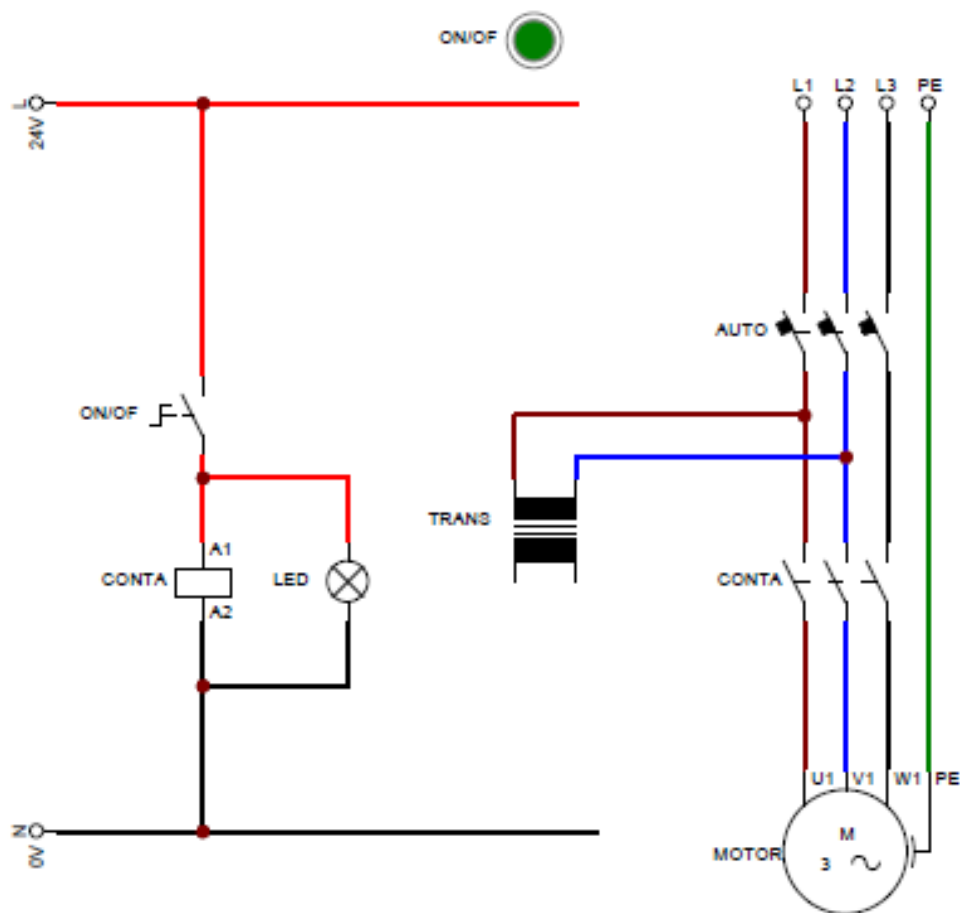 ON/OF
L
24V
L1 L2 L3 PE
AUTO
ON/OF
TRANS
A1
CONTA
LED
CONTA
A2
U1 V1 W1 PE
N
0V
MOTOR
M
3